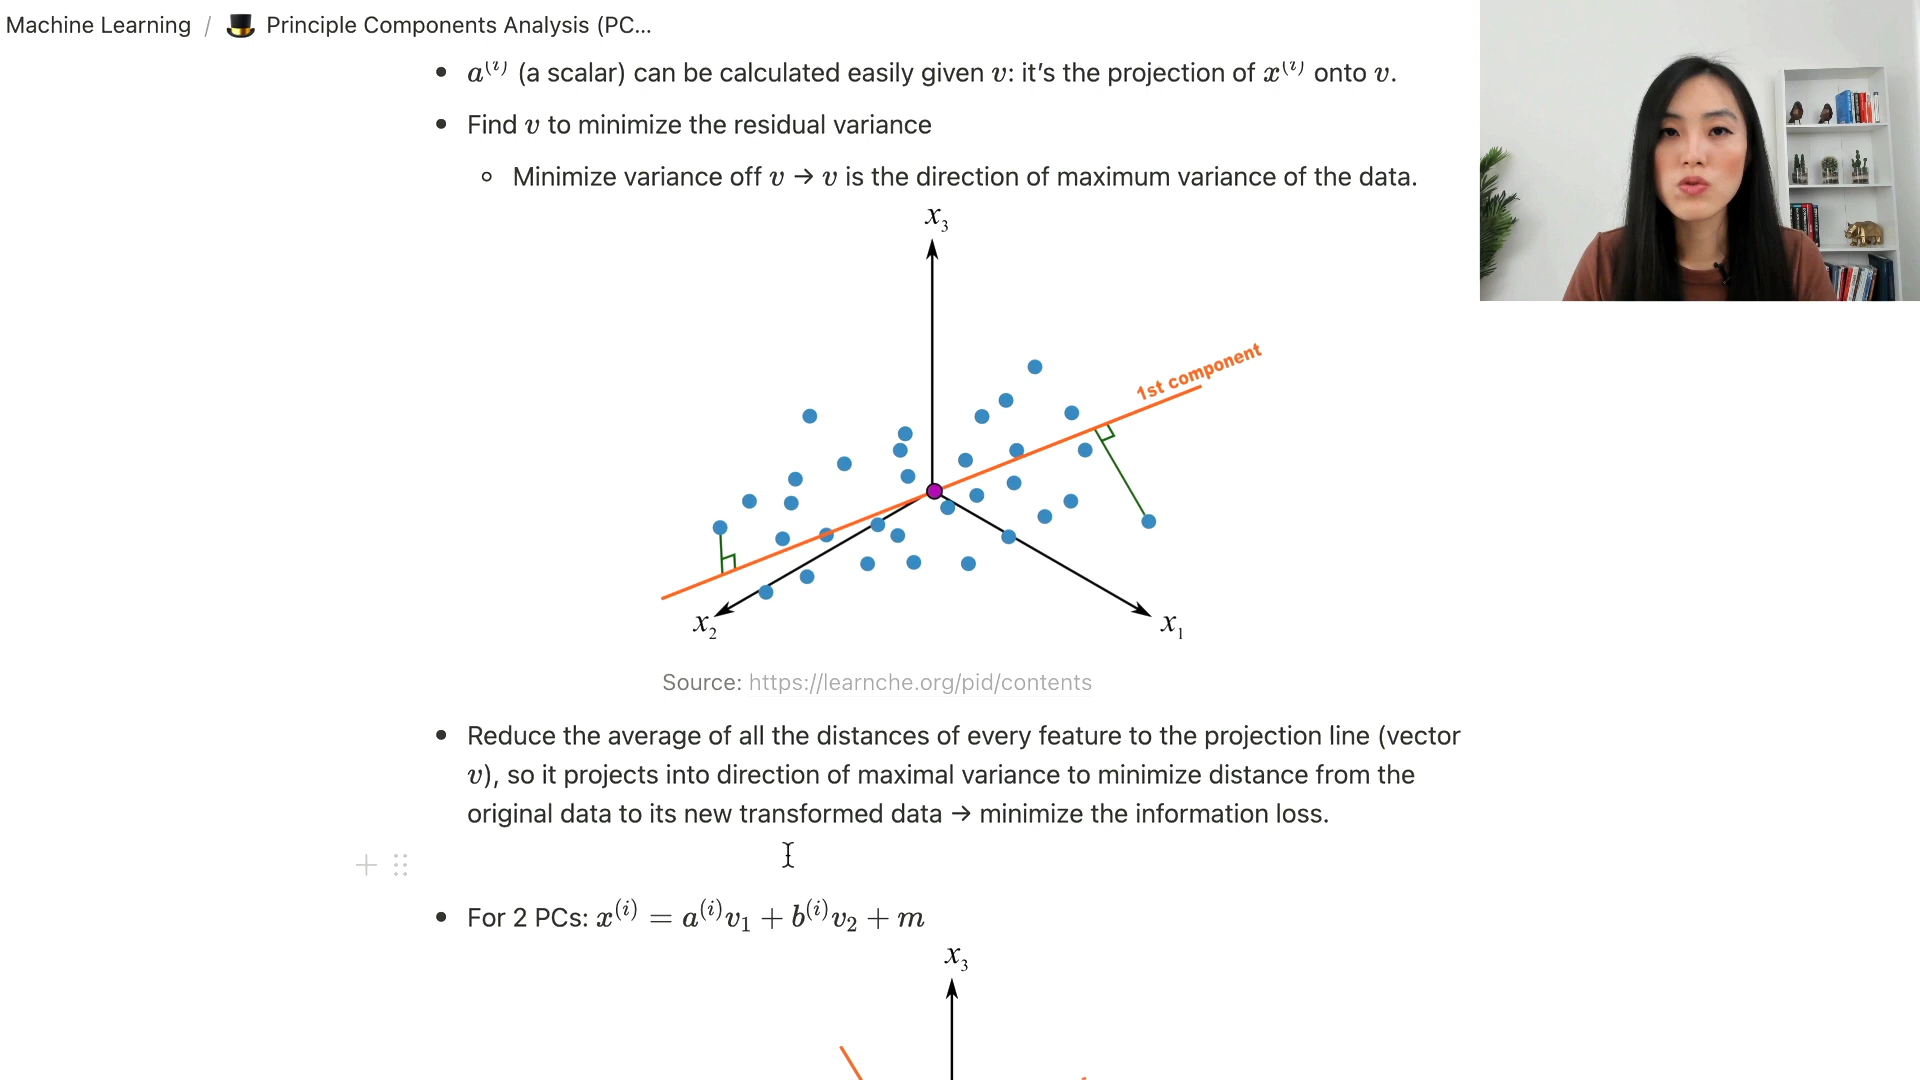 Machine Learning / 🎩 Principle Components Analysis (PC...
• a⁽ⁱ⁾ (a scalar) can be calculated easily given v: it's the projection of x⁽ⁱ⁾ onto v.
• Find v to minimize the residual variance
◦ Minimize variance off v → v is the direction of maximum variance of the data.
x₃
1st component
x₂
x₁
Source: https://learnche.org/pid/contents
• Reduce the average of all the distances of every feature to the projection line (vector
v), so it projects into direction of maximal variance to minimize distance from the
original data to its new transformed data → minimize the information loss.
• For 2 PCs: x⁽ⁱ⁾ = a⁽ⁱ⁾v₁ + b⁽ⁱ⁾v₂ + m
x₃